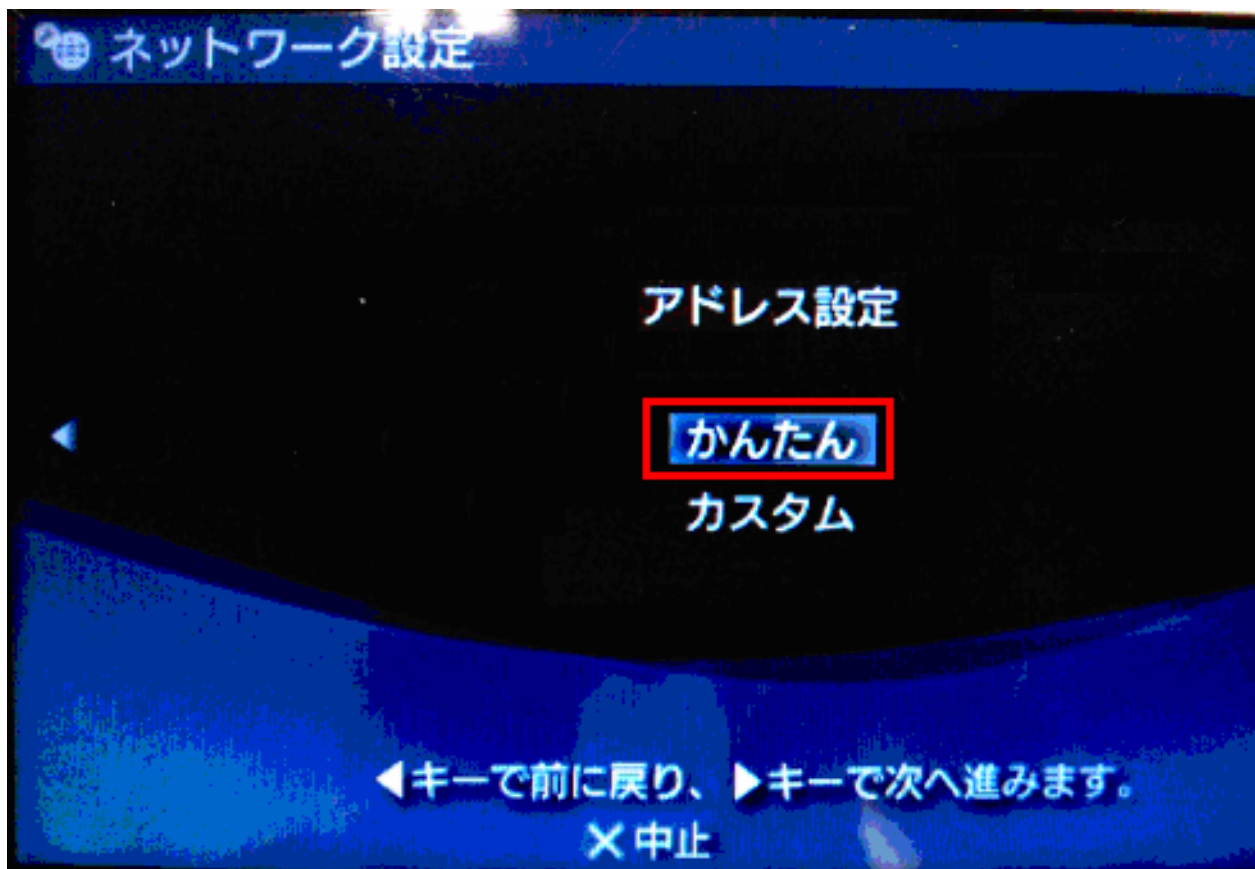 ネットワーク設定
アドレス設定
かんたん
カスタム
◀キーで前に戻り、▶キーで次へ進みます。
✕中止